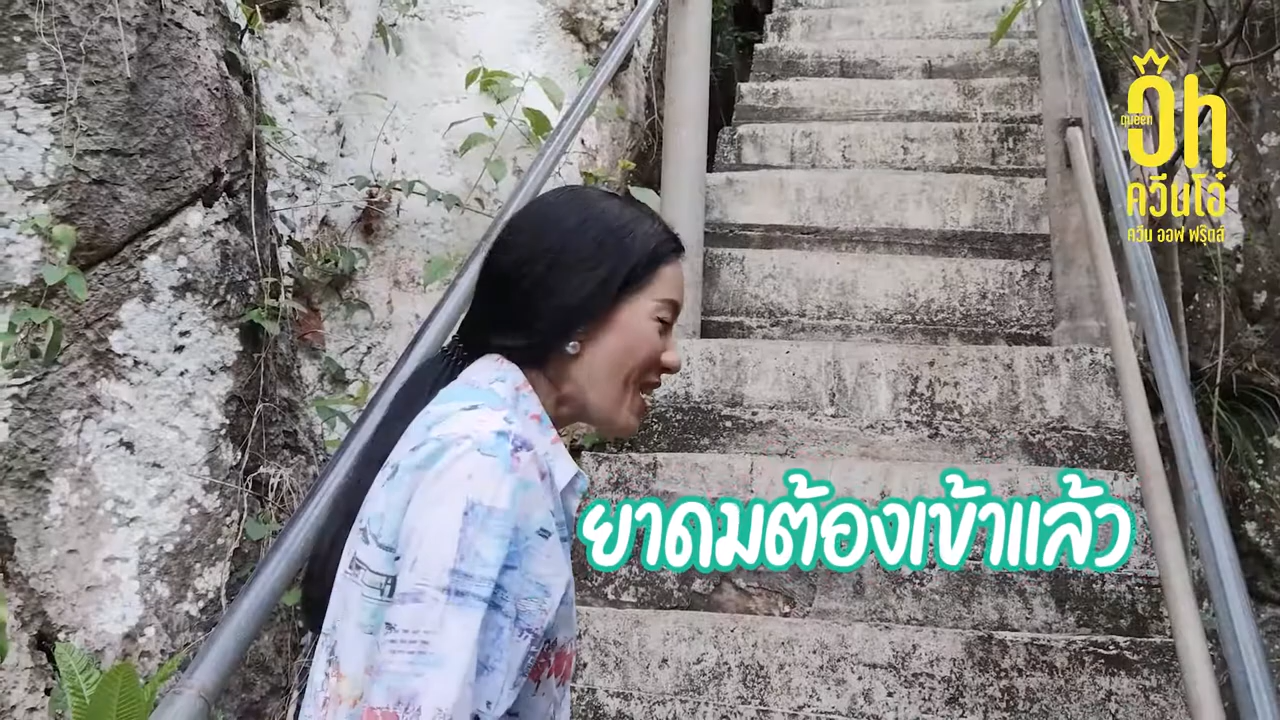 queen
Oh
ควีนโอ๋
ควีน ออฟ ฟรุ๊ตส์
ยาดมต้องเข้าแล้ว